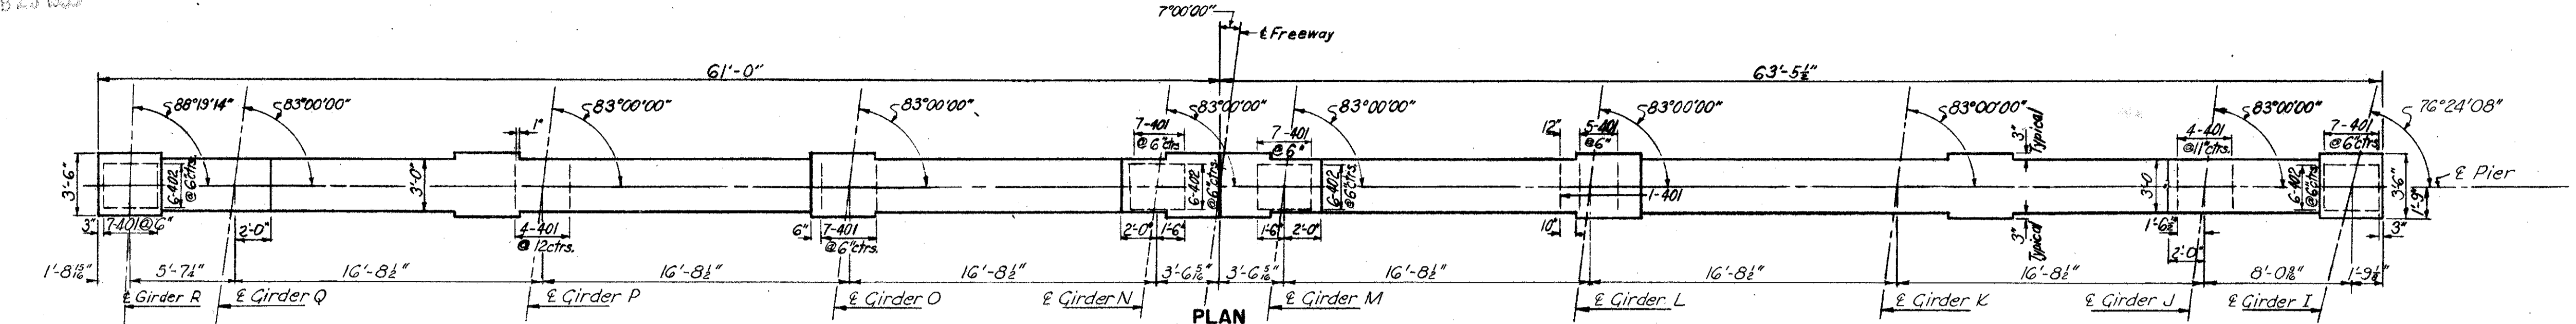 7°00'00"
℄ Freeway
61'-0" 63'-5½"
88°19'14" 83°00'00" 83°00'00" 83°00'00" 83°00'00" 83°00'00" 83°00'00" 83°00'00" 83°00'00" 76°24'08"
1" 7-401 @ 6"ctrs. 7-401 @ 6" 12" 5-401 @6" 3" Typical 4-401 @11"ctrs. 7-401 @6"ctrs.
3'-6" 6-402 @6"ctrs. 3'-0" 6-402 @6"ctrs. 6-402 @6"ctrs. 1-401 3'-0 6-402 @6"ctrs. 3'-6" 1'-9" ℄ Pier
3" 7-401@6" 2'-0" 4-401 @ 12ctrs. 6" 7-401 @6"ctrs. 2'-0" 1'-6" 1'-6" 2'-0" 10" 3" Typical 1'-6½" 2'-0" 3"
1'-8 15/16" 5'-7¼" 16'-8½" 16'-8½" 16'-8½" 3'-6 5/16" 3'-6 5/16" 16'-8½" 16'-8½" 16'-8½" 8'-0 9/16" 1'-9⅛"
℄ Girder R ℄ Girder Q ℄ Girder P ℄ Girder O ℄ Girder N ℄ Girder M ℄ Girder L ℄ Girder K ℄ Girder J ℄ Girder I
PLAN